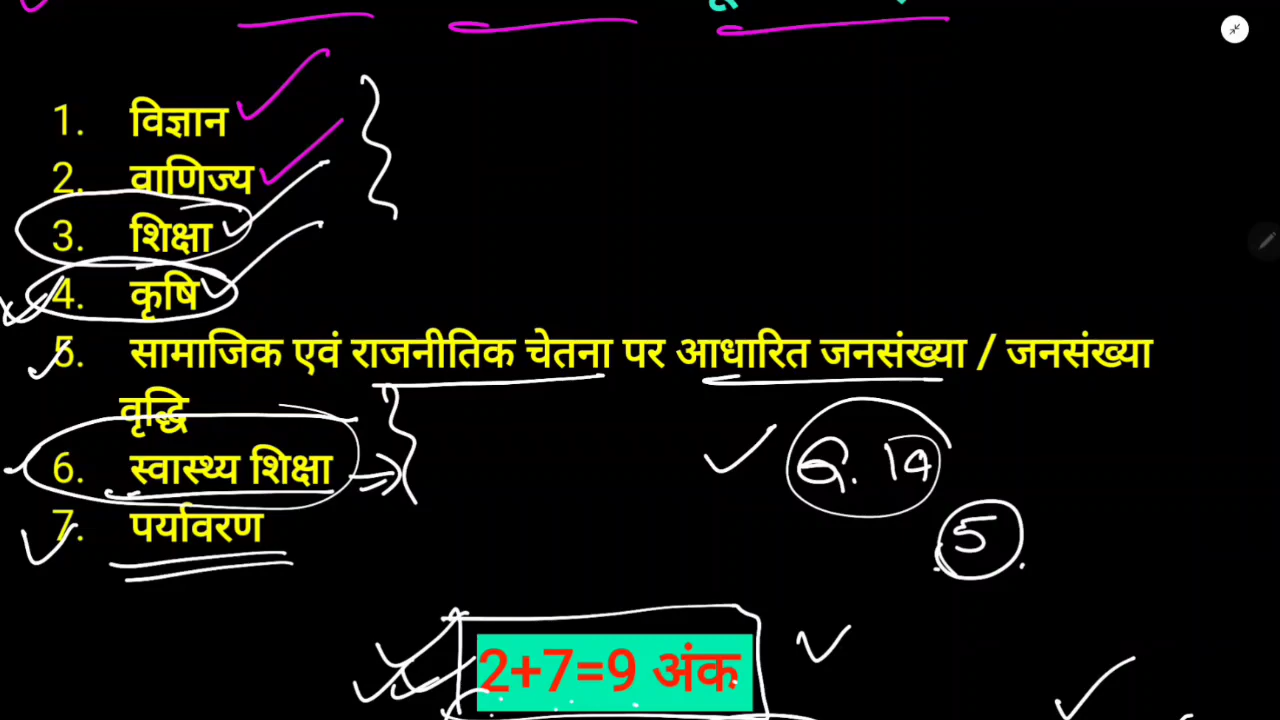 1. विज्ञान
2. वाणिज्य
3. शिक्षा
4. कृषि
5. सामाजिक एवं राजनीतिक चेतना पर आधारित जनसंख्या / जनसंख्या
वृद्धि
6. स्वास्थ्य शिक्षा
Q. 14
7. पर्यावरण
5
2+7=9 अंक